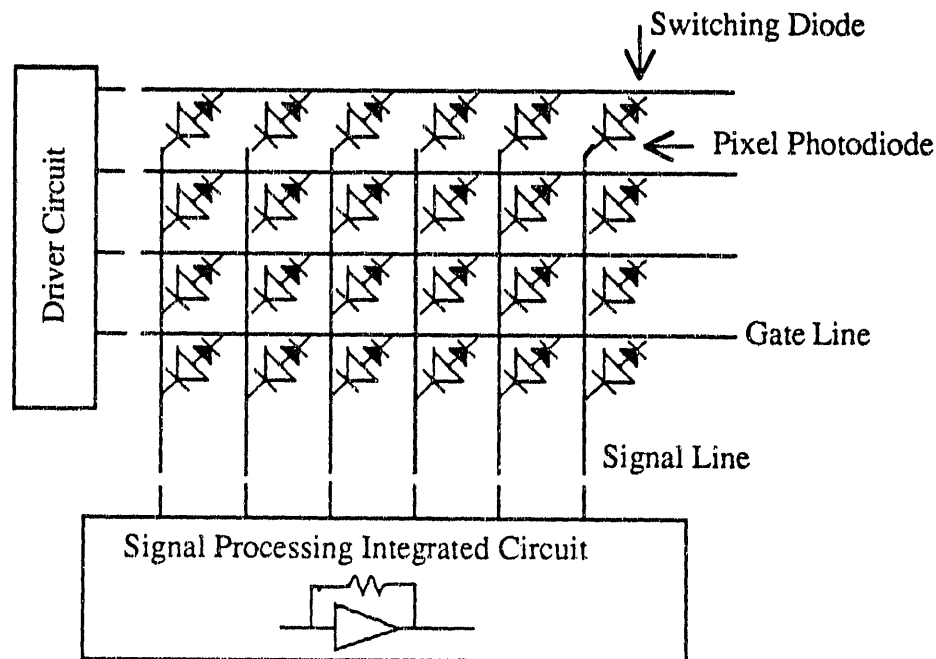 Switching Diode
Pixel Photodiode
Driver Circuit
Gate Line
Signal Line
Signal Processing Integrated Circuit